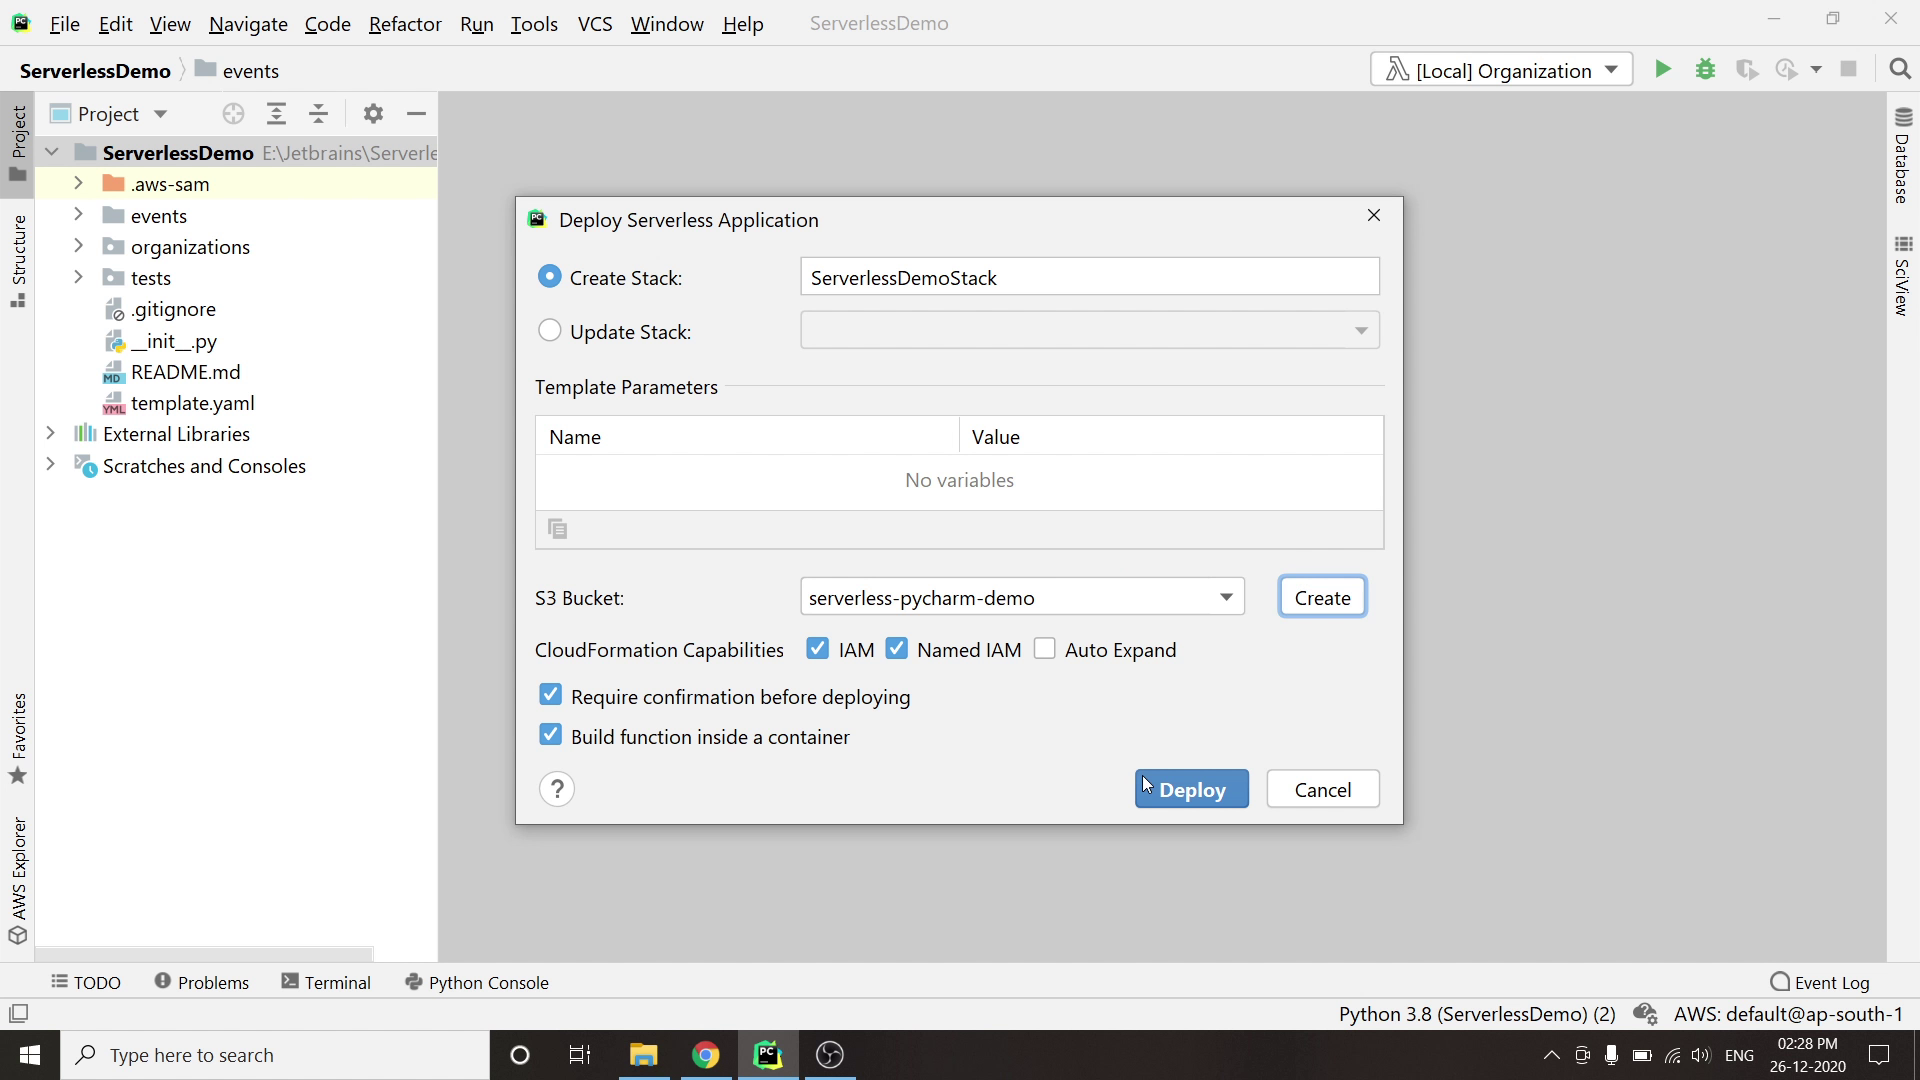 File Edit View Navigate Code Refactor Run Tools VCS Window Help ServerlessDemo
ServerlessDemo events
[Local] Organization
Project
ServerlessDemo E:\Jetbrains\Serverle
.aws-sam
events
organizations
tests
.gitignore
__init__.py
README.md
template.yaml
External Libraries
Scratches and Consoles
Project
Structure
Favorites
AWS Explorer
Database
SciView
Deploy Serverless Application
Create Stack: ServerlessDemoStack
Update Stack:
Template Parameters
Name Value
No variables
S3 Bucket: serverless-pycharm-demo Create
CloudFormation Capabilities IAM Named IAM Auto Expand
Require confirmation before deploying
Build function inside a container
? Deploy Cancel
TODO Problems Terminal Python Console Event Log
Python 3.8 (ServerlessDemo) (2) AWS: default@ap-south-1
Type here to search
ENG
02:28 PM
26-12-2020